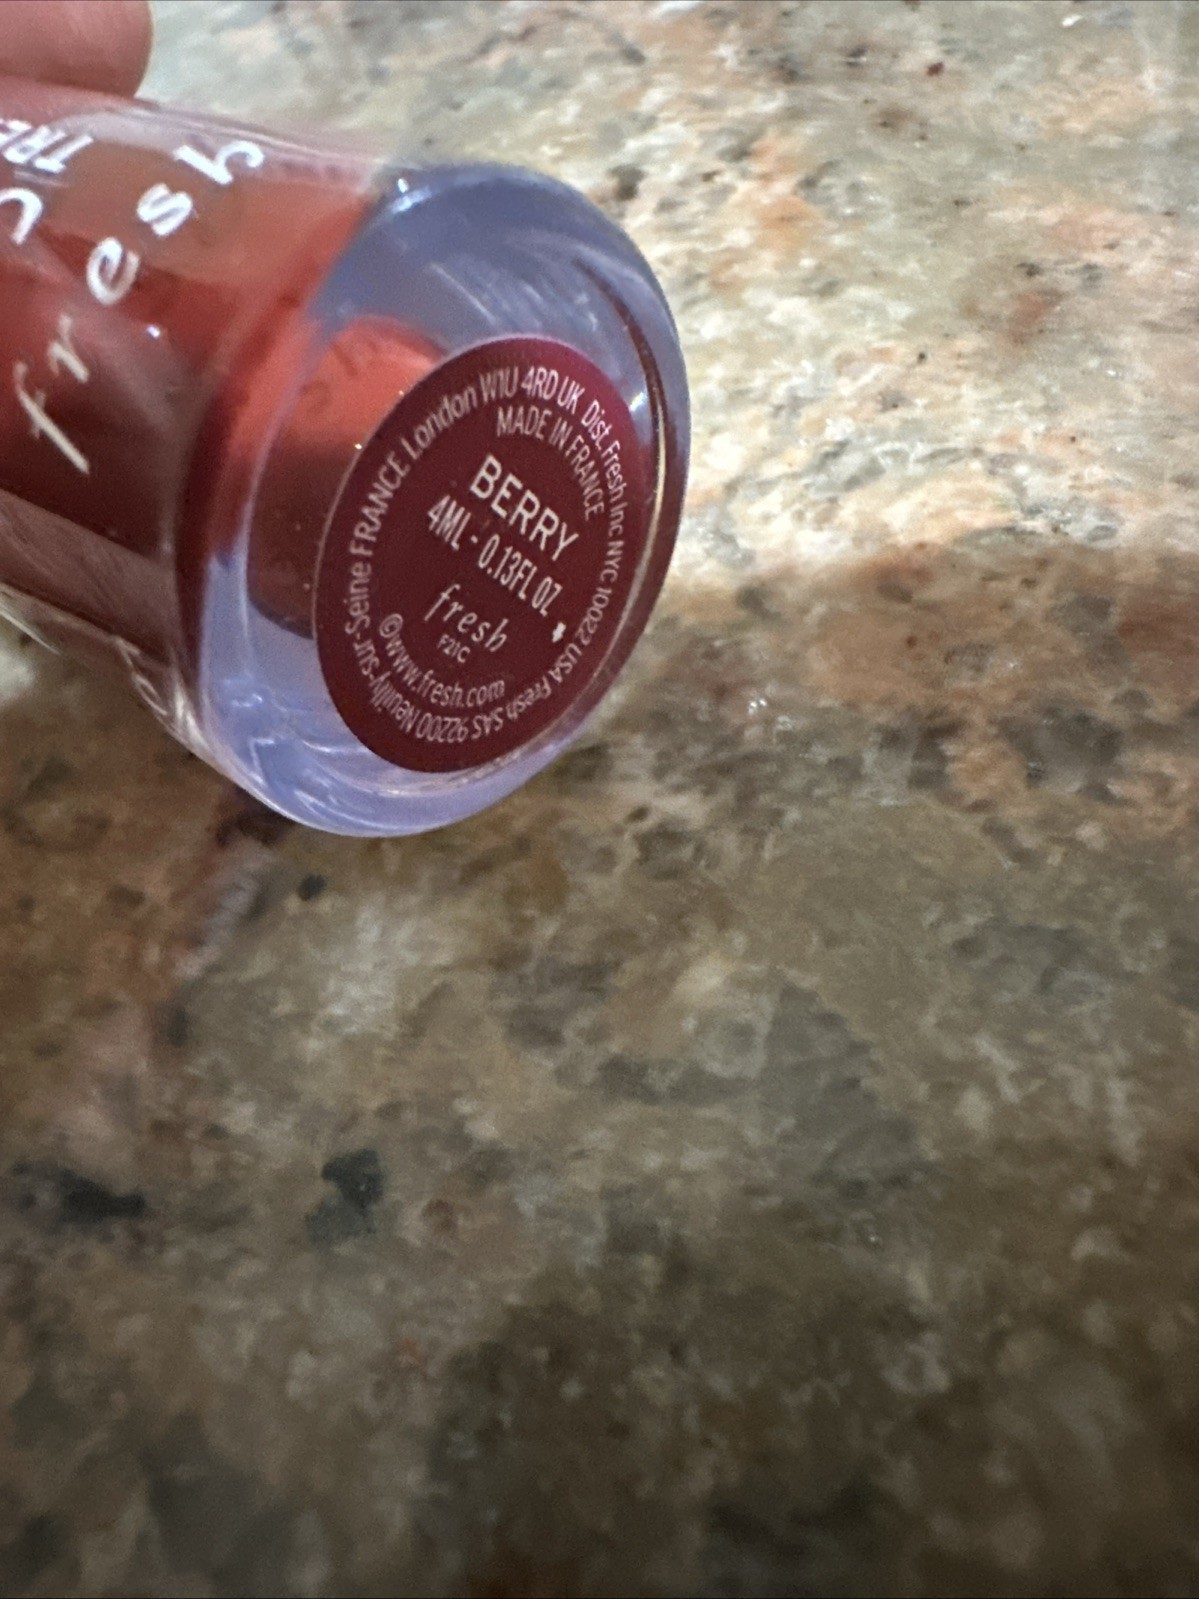 fresh
Dist. Fresh Inc NYC 10022 USA Fresh SAS 92200 Neuilly-sur-Seine FRANCE London W1U 4RD UK
MADE IN FRANCE
BERRY
4ML - 0.13FL OZ
fresh
F21C
©www.fresh.com